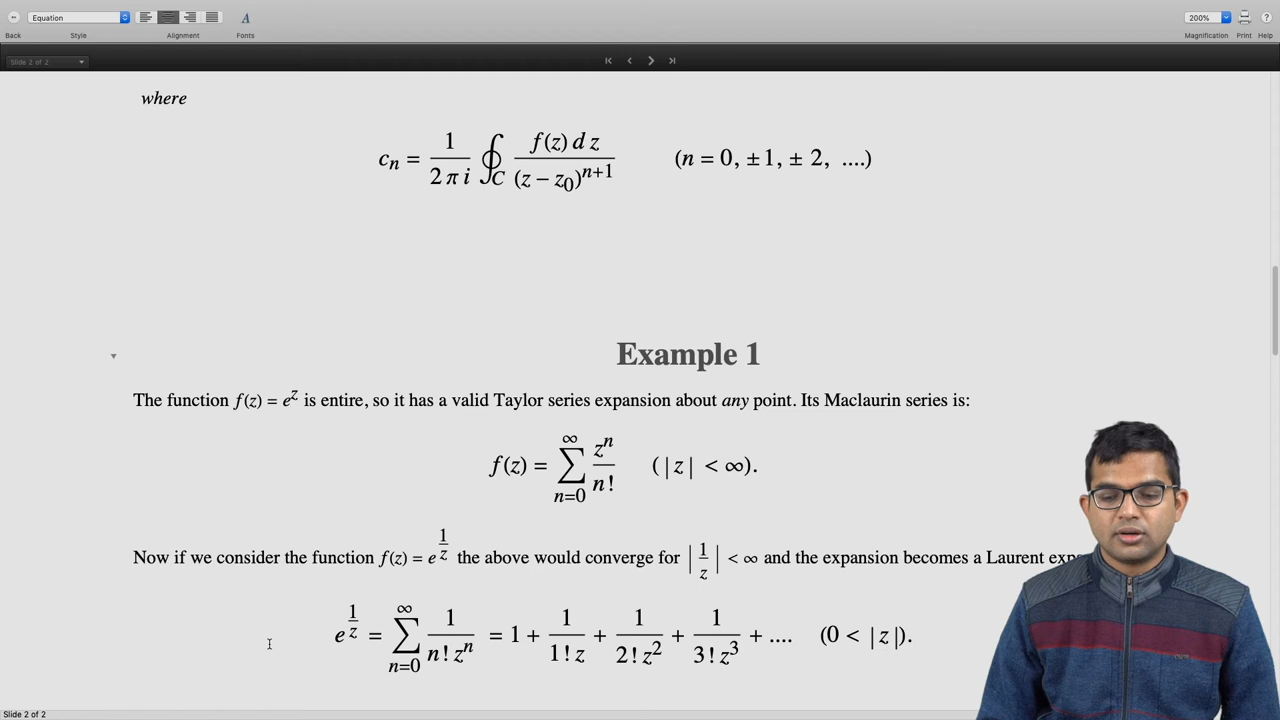 Equation
200%
Back
Style
Alignment
Fonts
Magnification
Print
Help
Slide 2 of 2
where
c_n = 1/(2 π i) ∮_C f(z) d z/(z − z_0)^{n+1} (n = 0, ± 1, ± 2, ....)
Example 1
The function f(z) = e^z is entire, so it has a valid Taylor series expansion about any point. Its Maclaurin series is:
f(z) = ∑_{n=0}^{∞} z^n/n! ( | z | < ∞).
Now if we consider the function f(z) = e^{1/z} the above would converge for | 1/z | < ∞ and the expansion becomes a Laurent
e^{1/z} = ∑_{n=0}^{∞} 1/(n! z^n) = 1 + 1/(1! z) + 1/(2! z^2) + 1/(3! z^3) + .... (0 < | z |).
Slide 2 of 2